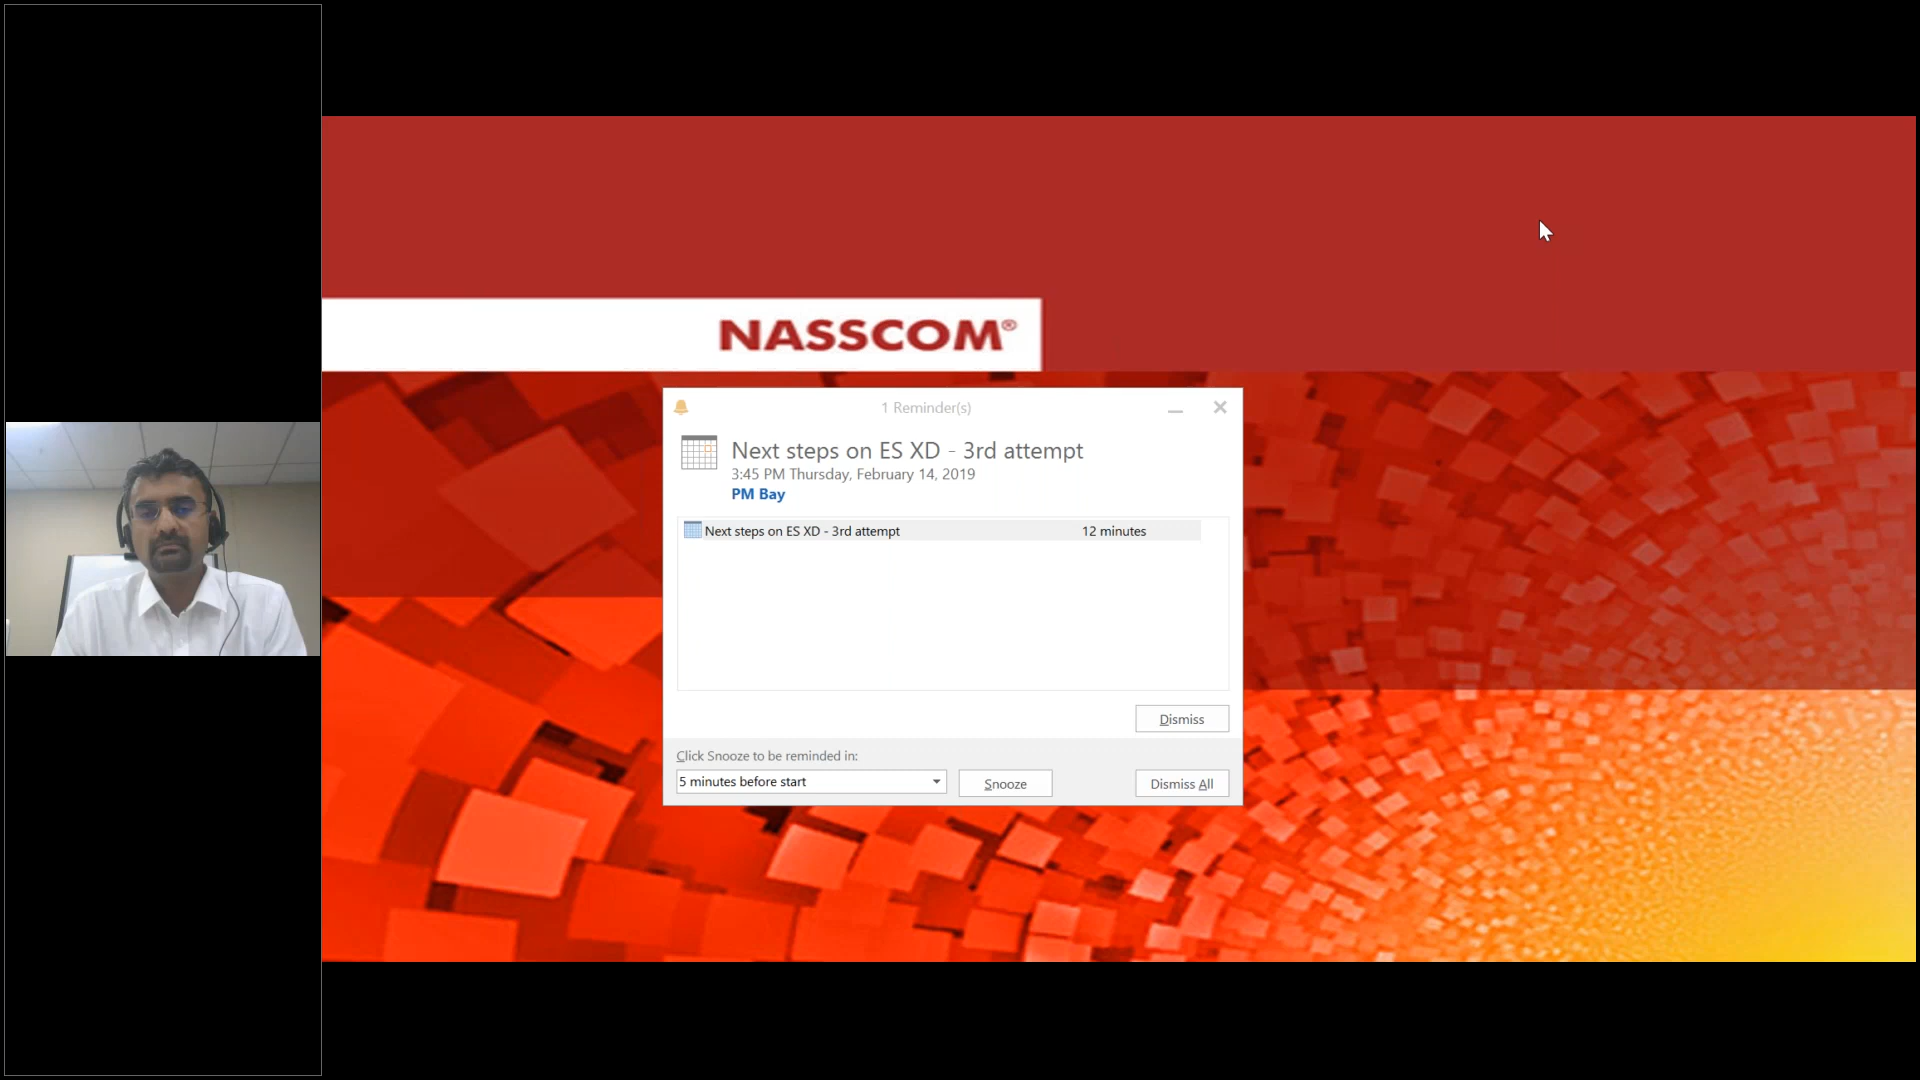 NASSCOM®
1 Reminder(s)
Next steps on ES XD - 3rd attempt
3:45 PM Thursday, February 14, 2019
PM Bay
Next steps on ES XD - 3rd attempt 12 minutes
Dismiss
Click Snooze to be reminded in:
5 minutes before start Snooze Dismiss All